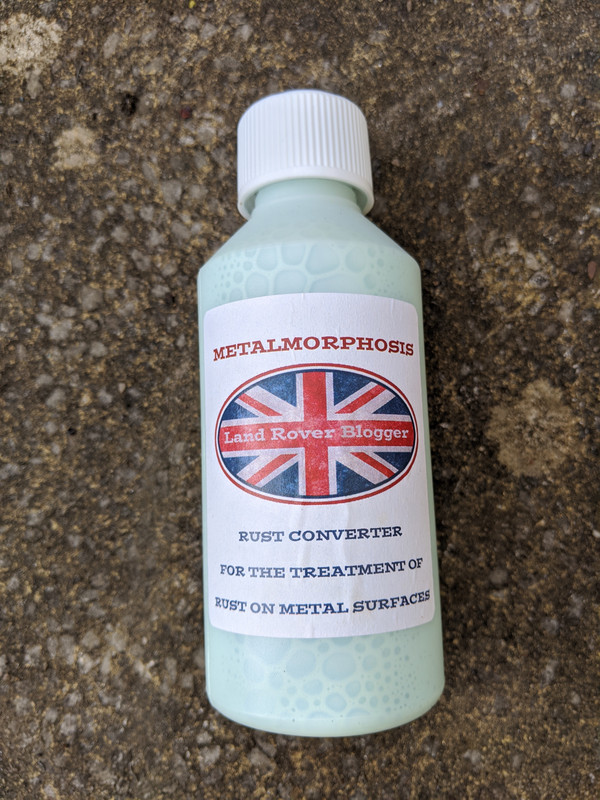 METALMORPHOSIS
Land Rover Blogger
RUST CONVERTER
FOR THE TREATMENT OF
RUST ON METAL SURFACES